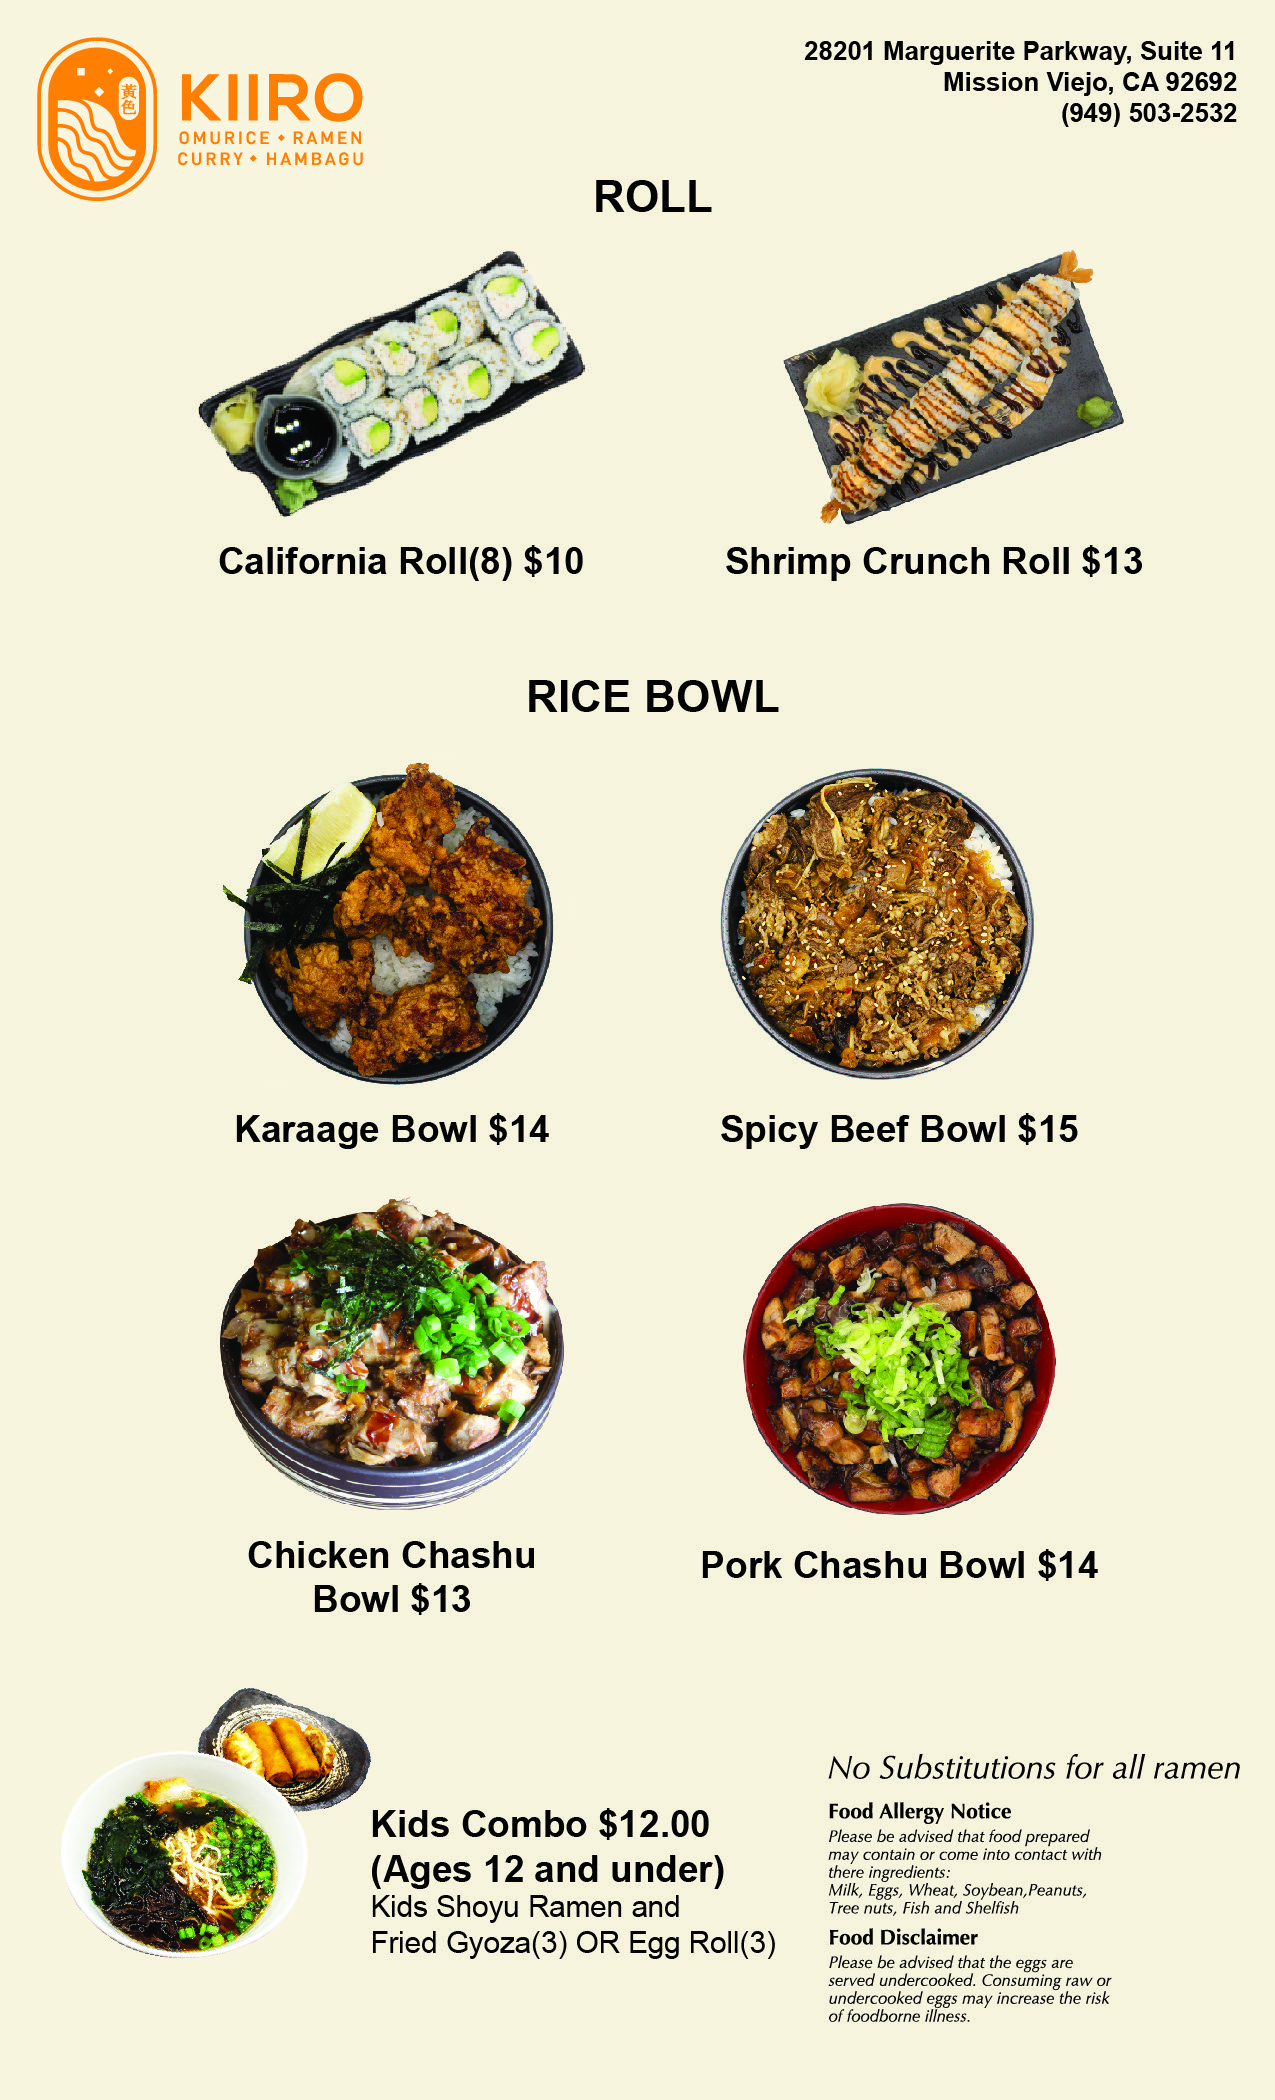 黃色
KIIRO
OMURICE • RAMEN
CURRY • HAMBAGU
28201 Marguerite Parkway, Suite 11
Mission Viejo, CA 92692
(949) 503-2532
ROLL
California Roll(8) $10
Shrimp Crunch Roll $13
RICE BOWL
Karaage Bowl $14
Spicy Beef Bowl $15
Chicken Chashu
Bowl $13
Pork Chashu Bowl $14
Kids Combo $12.00
(Ages 12 and under)
Kids Shoyu Ramen and
Fried Gyoza(3) OR Egg Roll(3)
No Substitutions for all ramen
Food Allergy Notice
Please be advised that food prepared
may contain or come into contact with
there ingredients:
Milk, Eggs, Wheat, Soybean,Peanuts,
Tree nuts, Fish and Shelfish
Food Disclaimer
Please be advised that the eggs are
served undercooked. Consuming raw or
undercooked eggs may increase the risk
of foodborne illness.